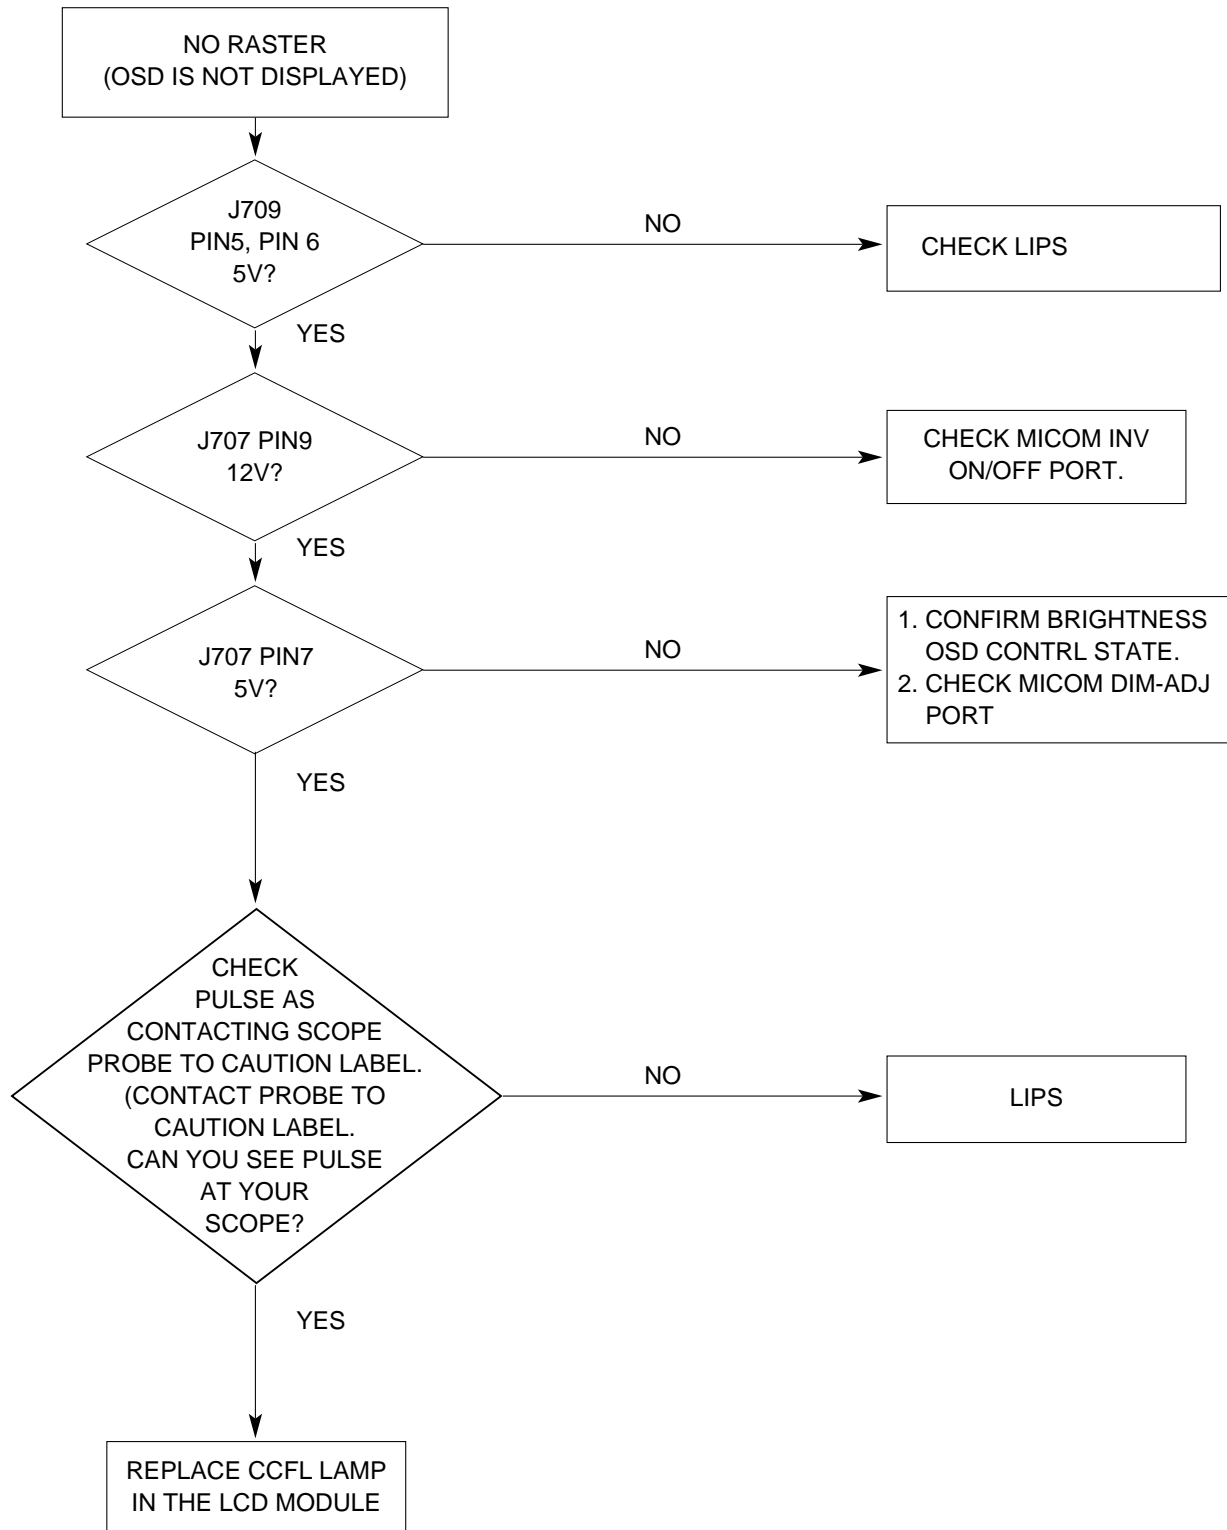 NO RASTER
(OSD IS NOT DISPLAYED)
J709
PIN5, PIN 6
5V?
NO
CHECK LIPS
YES
J707 PIN9
12V?
NO
CHECK MICOM INV
ON/OFF PORT.
YES
J707 PIN7
5V?
NO
1. CONFIRM BRIGHTNESS
OSD CONTRL STATE.
2. CHECK MICOM DIM-ADJ
PORT
YES
CHECK
PULSE AS
CONTACTING SCOPE
PROBE TO CAUTION LABEL.
(CONTACT PROBE TO
CAUTION LABEL.
CAN YOU SEE PULSE
AT YOUR
SCOPE?
NO
LIPS
YES
REPLACE CCFL LAMP
IN THE LCD MODULE